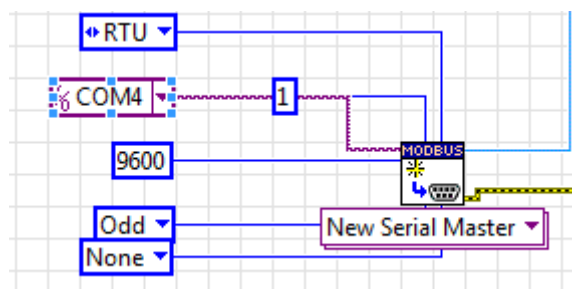 RTU
COM4
1
MODBUS
9600
Odd
New Serial Master
None